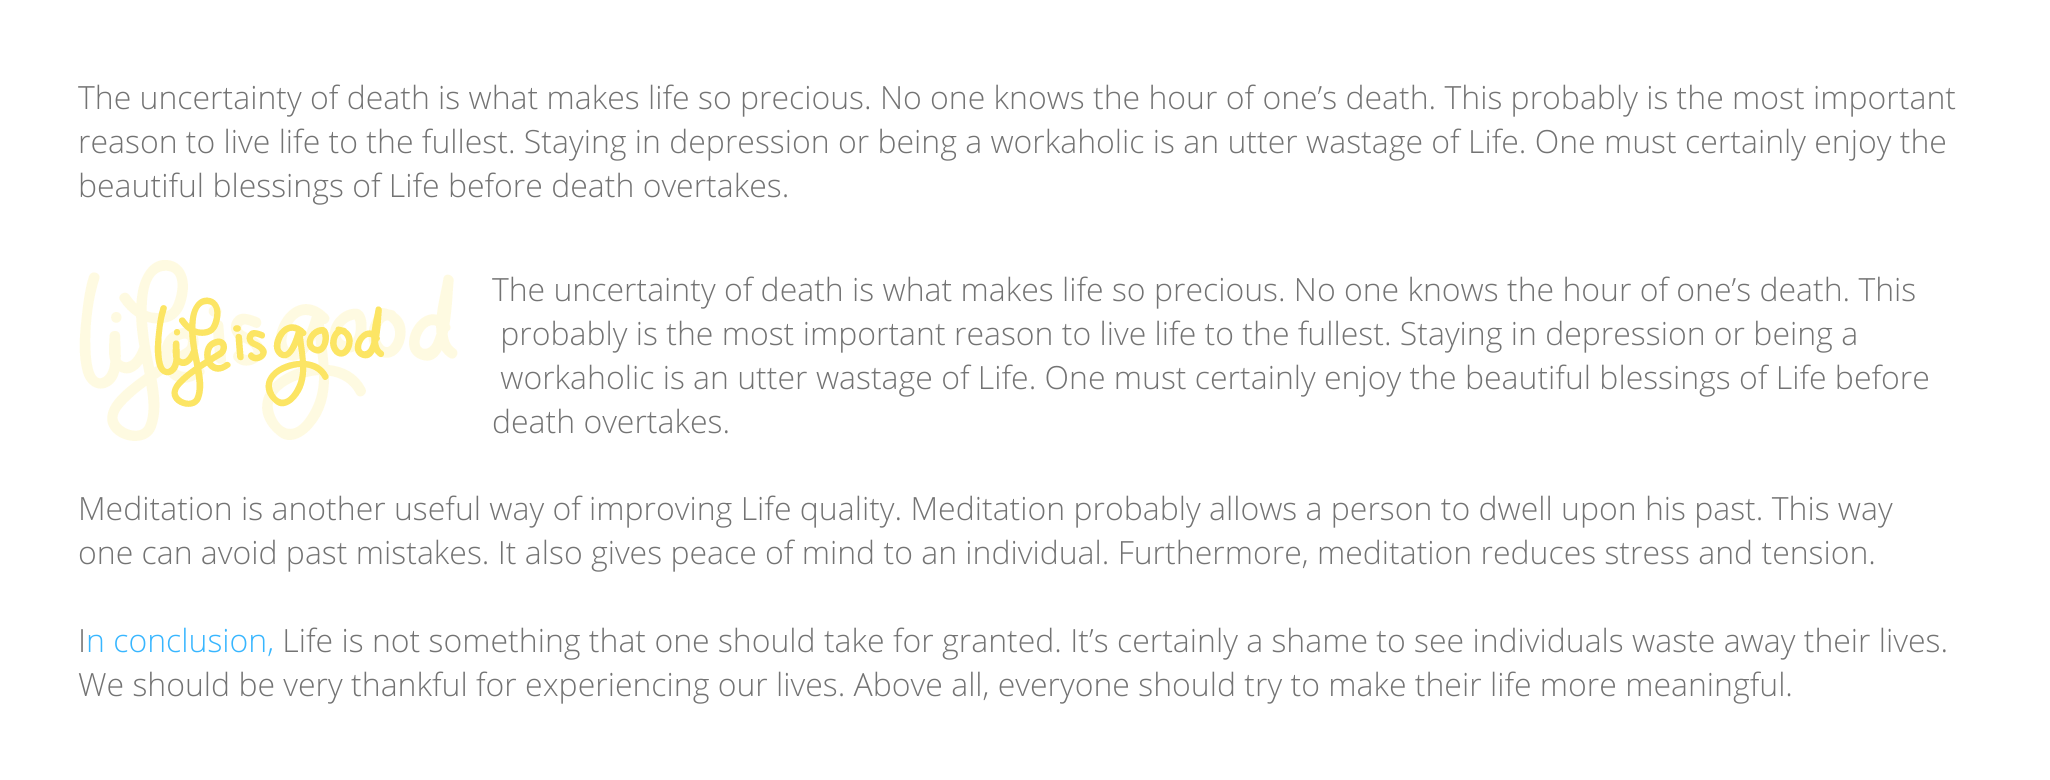 The uncertainty of death is what makes life so precious. No one knows the hour of one’s death. This probably is the most important
reason to live life to the fullest. Staying in depression or being a workaholic is an utter wastage of Life. One must certainly enjoy the
beautiful blessings of Life before death overtakes.
life is good
life is good
The uncertainty of death is what makes life so precious. No one knows the hour of one’s death. This
probably is the most important reason to live life to the fullest. Staying in depression or being a
workaholic is an utter wastage of Life. One must certainly enjoy the beautiful blessings of Life before
death overtakes.
Meditation is another useful way of improving Life quality. Meditation probably allows a person to dwell upon his past. This way
one can avoid past mistakes. It also gives peace of mind to an individual. Furthermore, meditation reduces stress and tension.
In conclusion, Life is not something that one should take for granted. It’s certainly a shame to see individuals waste away their lives.
We should be very thankful for experiencing our lives. Above all, everyone should try to make their life more meaningful.